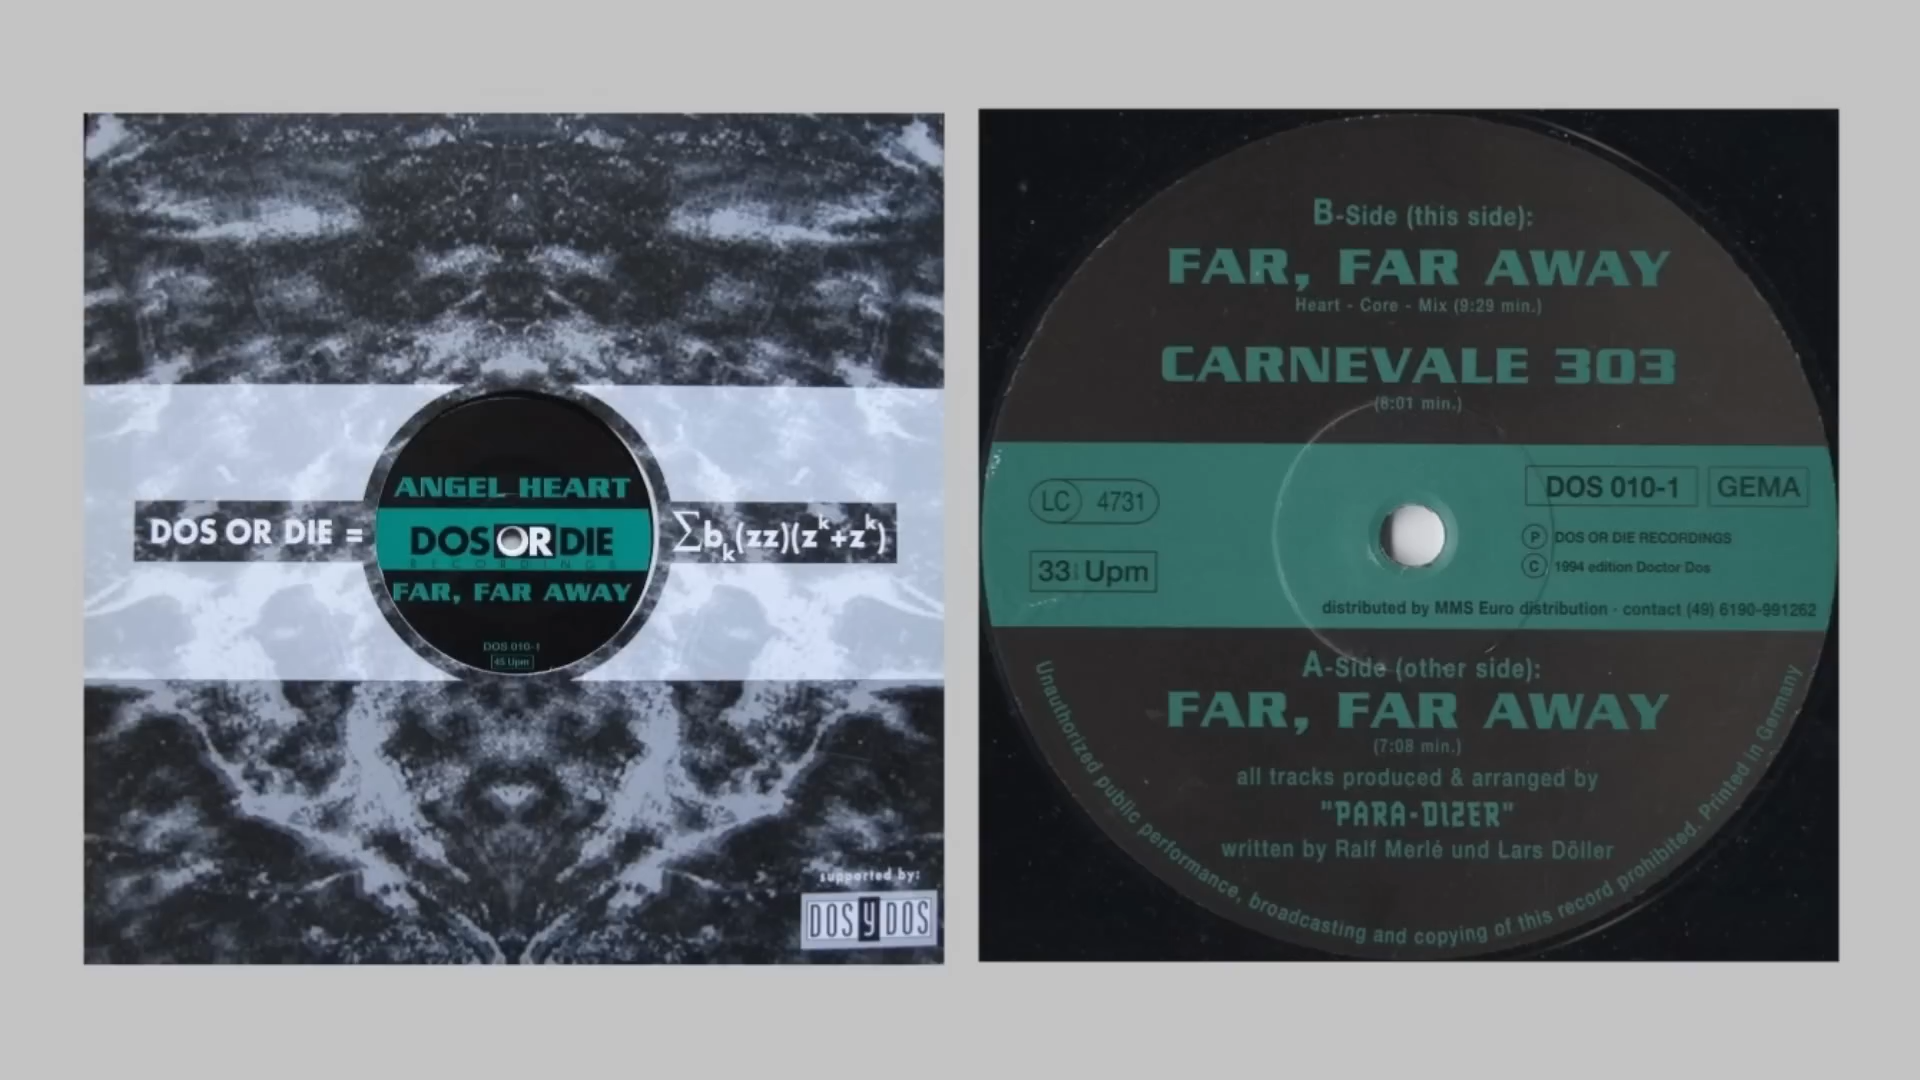 DOS OR DIE =
ANGEL HEART
DOS OR DIE
RECORDINGS
FAR, FAR AWAY
DOS 010-1
45 Upm
∑bk(zz)(zk+zk)
supported by:
DOS y DOS
B-Side (this side):
FAR, FAR AWAY
Heart - Core - Mix (9:29 min.)
CARNEVALE 303
LC 4731
33 Upm
DOS 010-1 GEMA
P DOS OR DIE RECORDINGS
C 1994 edition Doctor Dos
distributed by MMS Euro distribution · contact (49) 6190-991262
A-Side (other side):
FAR, FAR AWAY
(7:08 min.)
all tracks produced & arranged by
"PARA-DIZER"
written by Ralf Merlé und Lars Döller
Unauthorized public performance, broadcasting and copying of this record prohibited. Printed in Germany